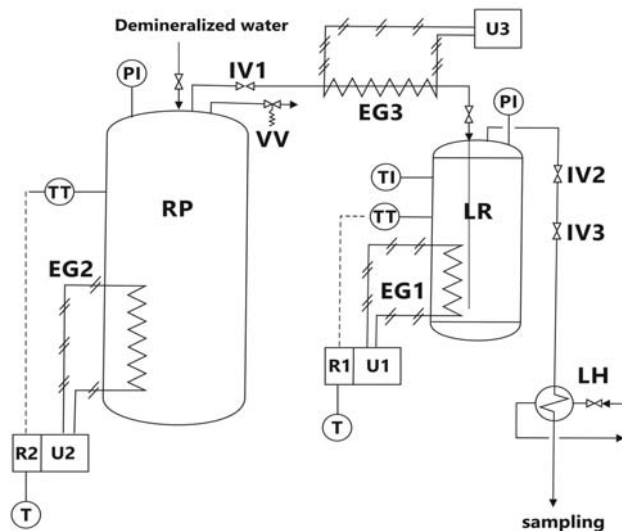 Demineralized water
U3
PI
IV1
EG3
PI
VV
IV2
TI
TT
RP
TT
LR
IV3
EG2
EG1
R1
U1
LH
T
R2
U2
T
sampling